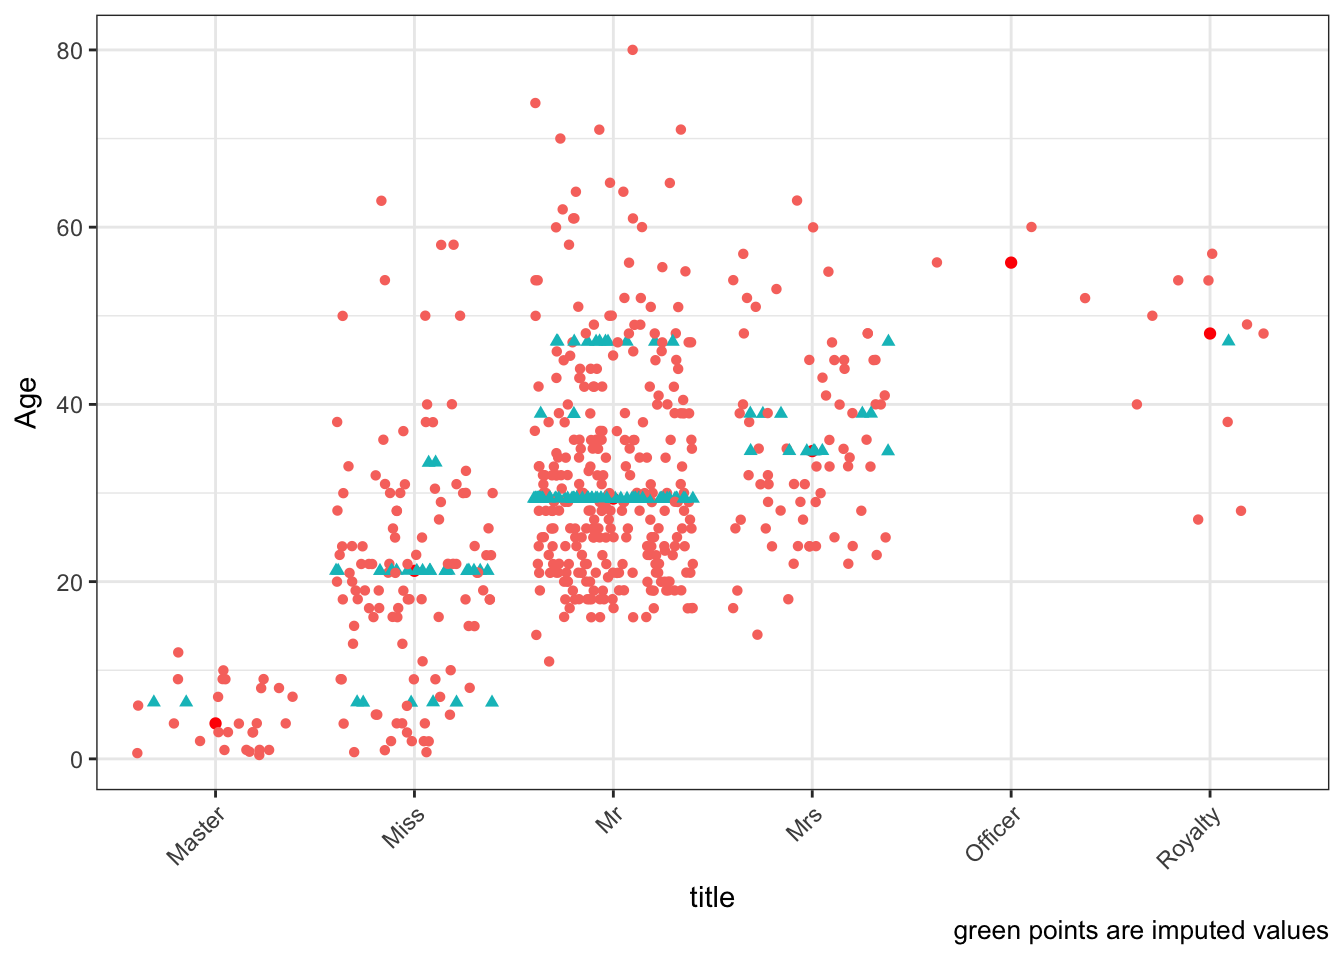 80
60
40
20
0
Age
Master
Miss
Mr
Mrs
Officer
Royalty
title
green points are imputed values